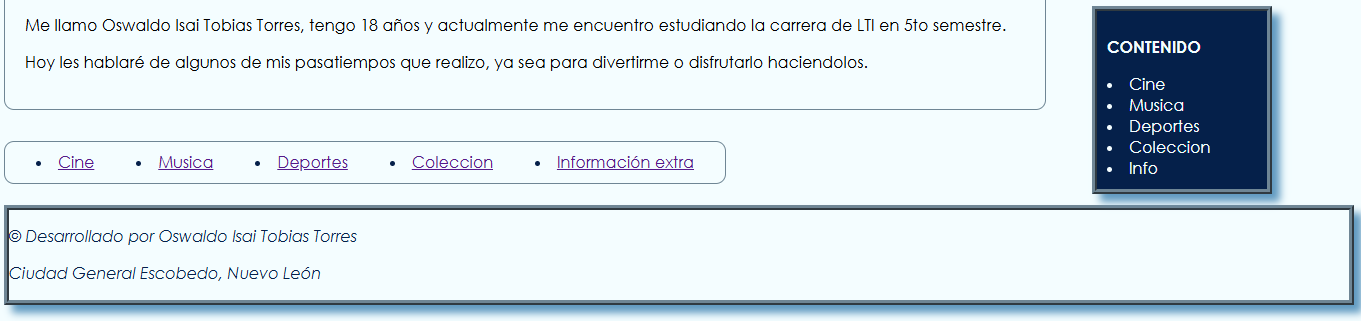 Me llamo Oswaldo Isai Tobias Torres, tengo 18 años y actualmente me encuentro estudiando la carrera de LTI en 5to semestre.
Hoy les hablaré de algunos de mis pasatiempos que realizo, ya sea para divertirme o disfrutarlo haciendolos.
CONTENIDO
Cine
Musica
Deportes
Coleccion
Info
Cine Musica Deportes Coleccion Información extra
© Desarrollado por Oswaldo Isai Tobias Torres
Ciudad General Escobedo, Nuevo León